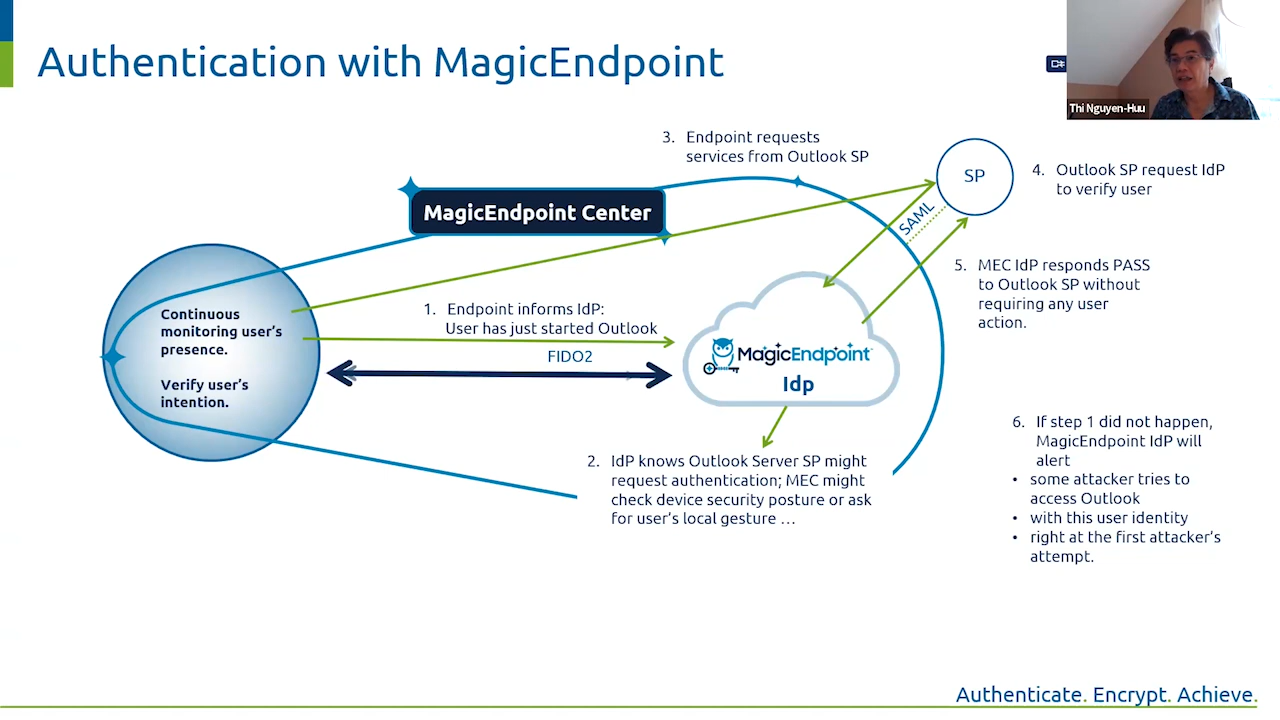 Authentication with MagicEndpoint
Thi Nguyen-Huu
3. Endpoint requests
services from Outlook SP
SP
4. Outlook SP request IdP
to verify user
MagicEndpoint Center
SAML
5. MEC IdP responds PASS
to Outlook SP without
requiring any user
action.
Continuous
monitoring user's
presence.
Verify user's
intention.
1. Endpoint informs IdP:
User has just started Outlook
FIDO2
MagicEndpoint™
Idp
2. IdP knows Outlook Server SP might
request authentication; MEC might
check device security posture or ask
for user's local gesture …
6. If step 1 did not happen,
MagicEndpoint IdP will
alert
• some attacker tries to
access Outlook
• with this user identity
• right at the first attacker's
attempt.
Authenticate. Encrypt. Achieve.